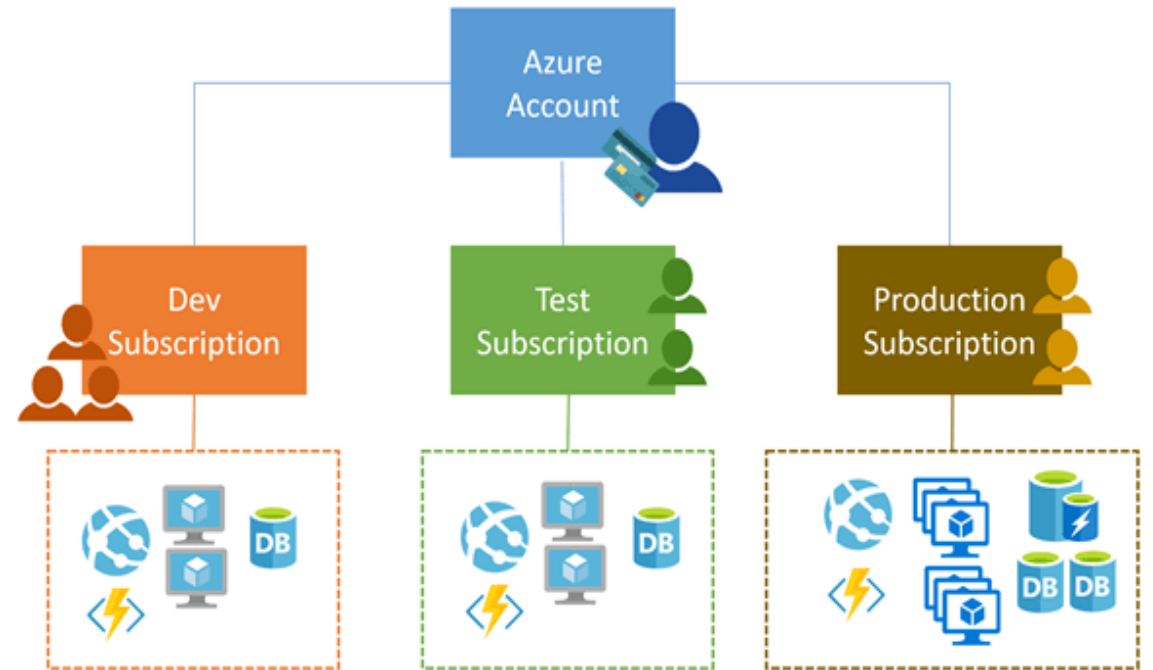 Azure
Account
Dev
Subscription
Test
Subscription
Production
Subscription
DB
DB
DB
DB